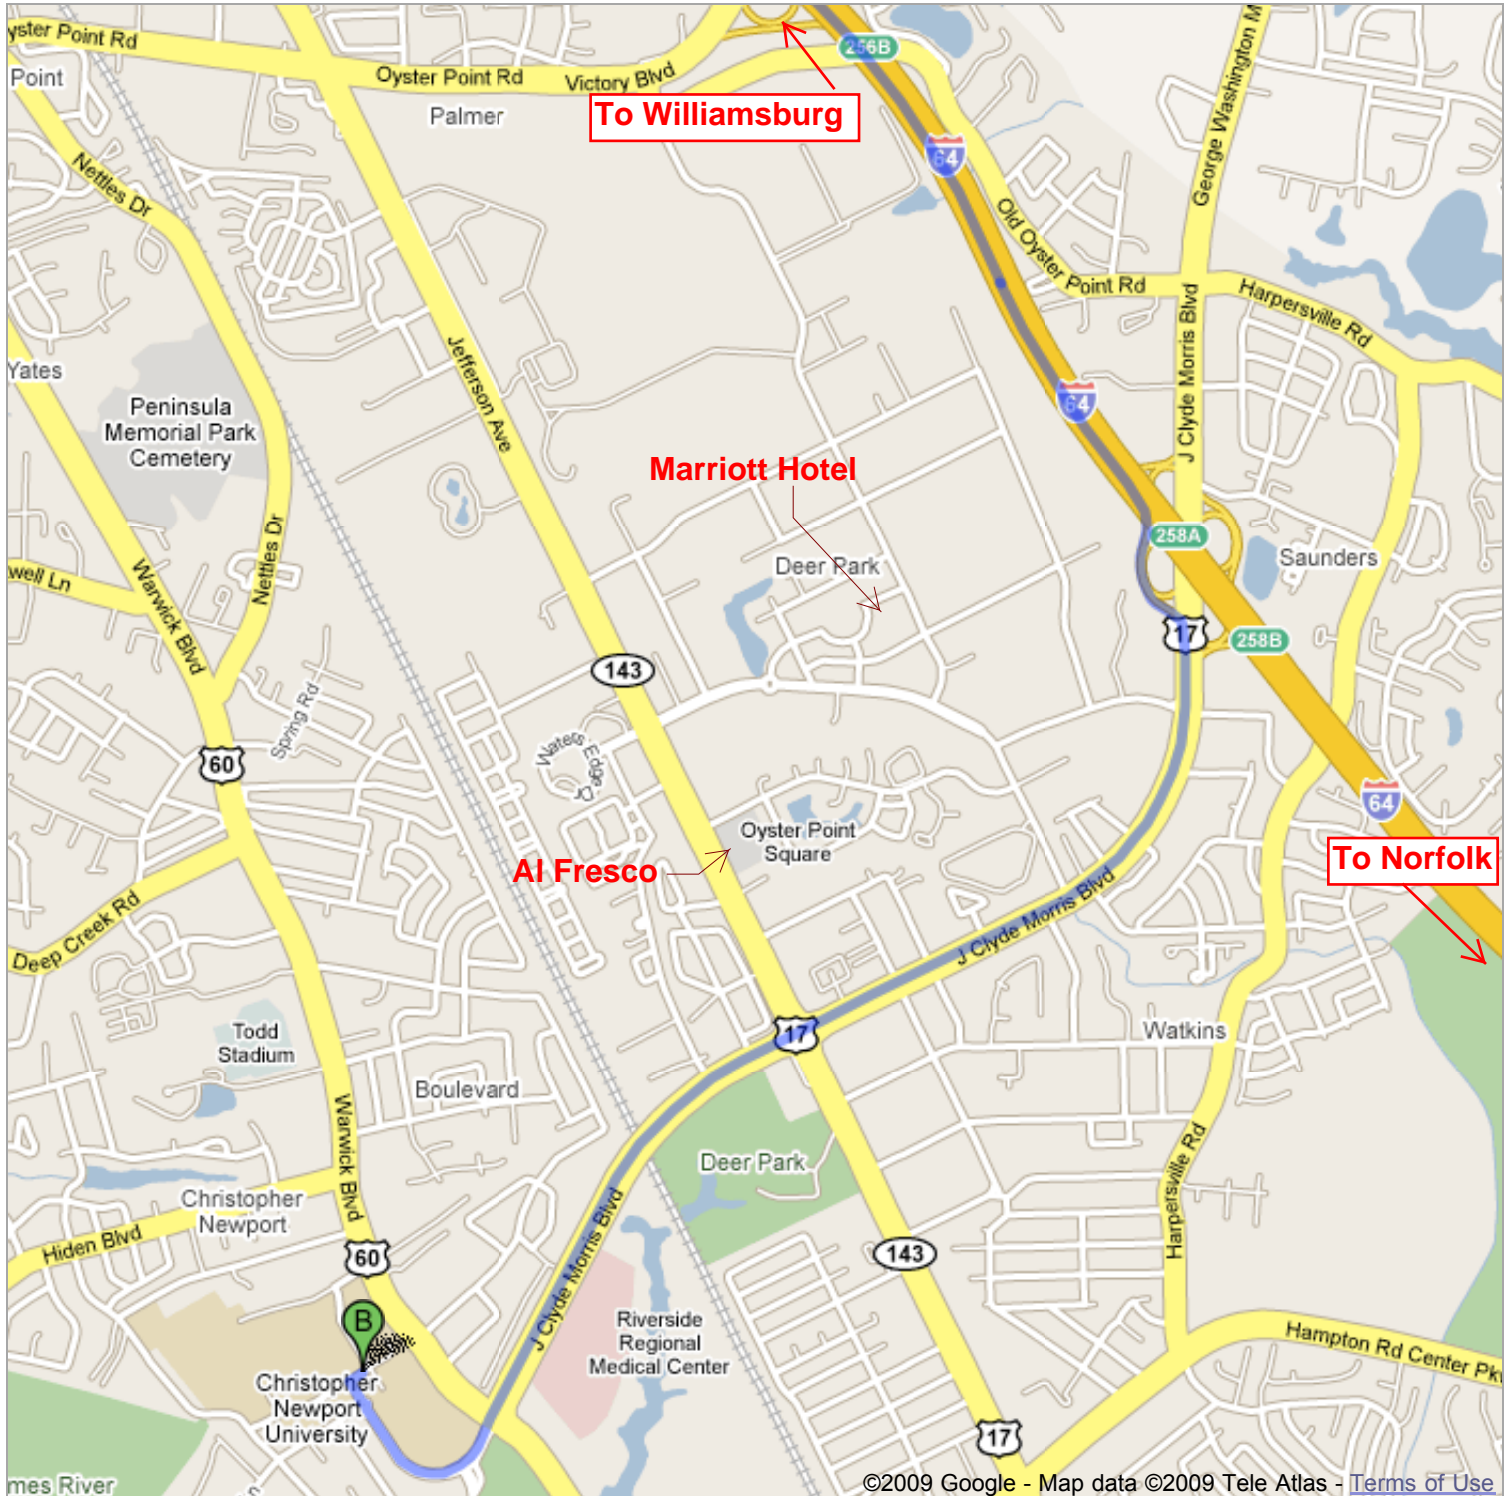 yster Point Rd
Point
Oyster Point Rd
Victory Blvd
Palmer
256B
To Williamsburg
64
George Washington M
Nettles Dr
Old Oyster Point Rd
Harpersville Rd
J Clyde Morris Blvd
Jefferson Ave
Yates
Peninsula
Memorial Park
Cemetery
64
J Clyde Morris Blvd
Marriott Hotel
258A
Saunders
Deer Park
Nettles Dr
well Ln
Warwick Blvd
17
258B
143
Spring Rd
60
Waters Edge Dr
64
Oyster Point
Square
Al Fresco
To Norfolk
J Clyde Morris Blvd
Deep Creek Rd
Todd
Stadium
17
Watkins
Boulevard
Warwick Blvd
Deer Park
Harpersville Rd
Christopher
Newport
Hiden Blvd
60
J Clyde Morris Blvd
143
B
Riverside
Regional
Medical Center
Hampton Rd Center Pk
Christopher
Newport
University
17
mes River
©2009 Google - Map data ©2009 Tele Atlas - Terms of Use